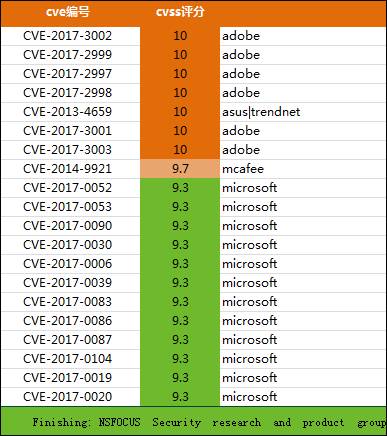 cve编号 cvss评分
CVE-2017-3002 10 adobe
CVE-2017-2999 10 adobe
CVE-2017-2997 10 adobe
CVE-2017-2998 10 adobe
CVE-2013-4659 10 asus|trendnet
CVE-2017-3001 10 adobe
CVE-2017-3003 10 adobe
CVE-2014-9921 9.7 mcafee
CVE-2017-0052 9.3 microsoft
CVE-2017-0053 9.3 microsoft
CVE-2017-0090 9.3 microsoft
CVE-2017-0030 9.3 microsoft
CVE-2017-0006 9.3 microsoft
CVE-2017-0039 9.3 microsoft
CVE-2017-0083 9.3 microsoft
CVE-2017-0086 9.3 microsoft
CVE-2017-0087 9.3 microsoft
CVE-2017-0104 9.3 microsoft
CVE-2017-0019 9.3 microsoft
CVE-2017-0020 9.3 microsoft
Finishing: NSFOCUS Security research and product group